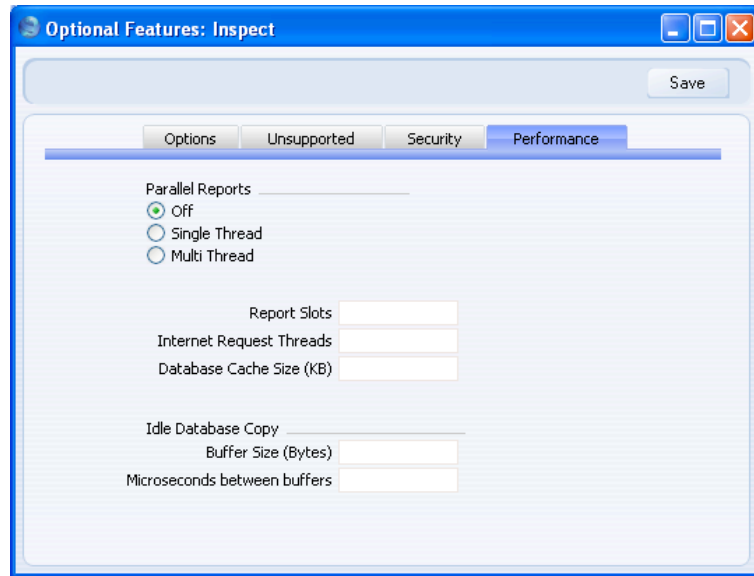 Optional Features: Inspect
Save
Options Unsupported Security Performance
Parallel Reports
Off
Single Thread
Multi Thread
Report Slots
Internet Request Threads
Database Cache Size (KB)
Idle Database Copy
Buffer Size (Bytes)
Microseconds between buffers